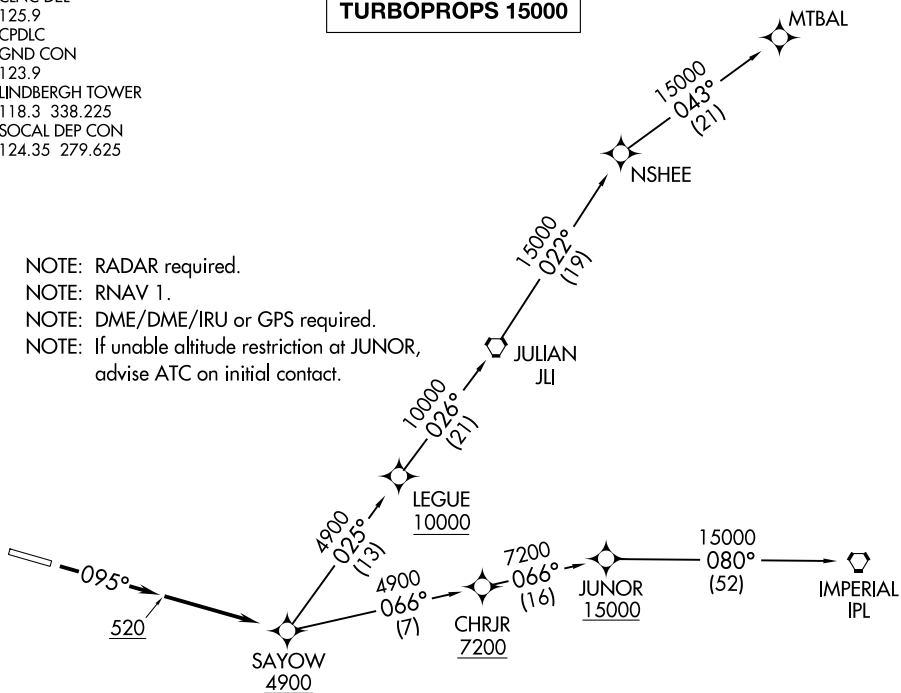 125.9
CPDLC
GND CON
123.9
LINDBERGH TOWER
118.3 338.225
SOCAL DEP CON
124.35 279.625
TURBOPROPS 15000
MTBAL
15000
043°
(21)
NSHEE
15000
022°
(19)
NOTE: RADAR required.
NOTE: RNAV 1.
NOTE: DME/DME/IRU or GPS required.
NOTE: If unable altitude restriction at JUNOR,
advise ATC on initial contact.
JULIAN
JLI
10000
026°
(21)
LEGUE
10000
4900
025°
(13)
095°
520
SAYOW
4900
4900
066°
(7)
CHRJR
7200
7200
066°
(16)
JUNOR
15000
15000
080°
(52)
IMPERIAL
IPL